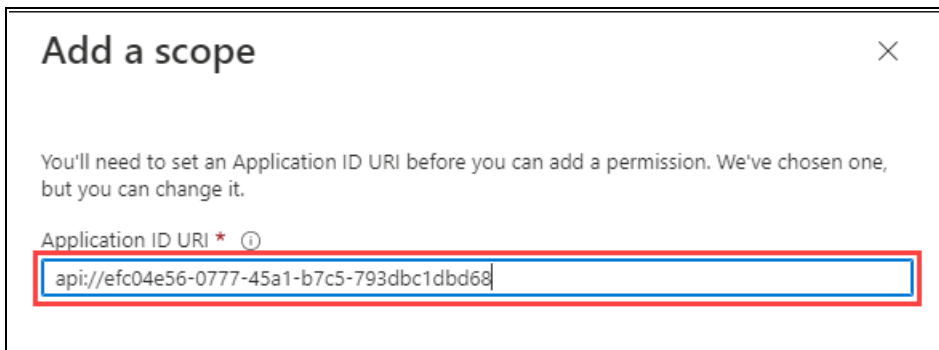 Add a scope
You'll need to set an Application ID URI before you can add a permission. We've chosen one,
but you can change it.
Application ID URI *
api://efc04e56-0777-45a1-b7c5-793dbc1dbd68